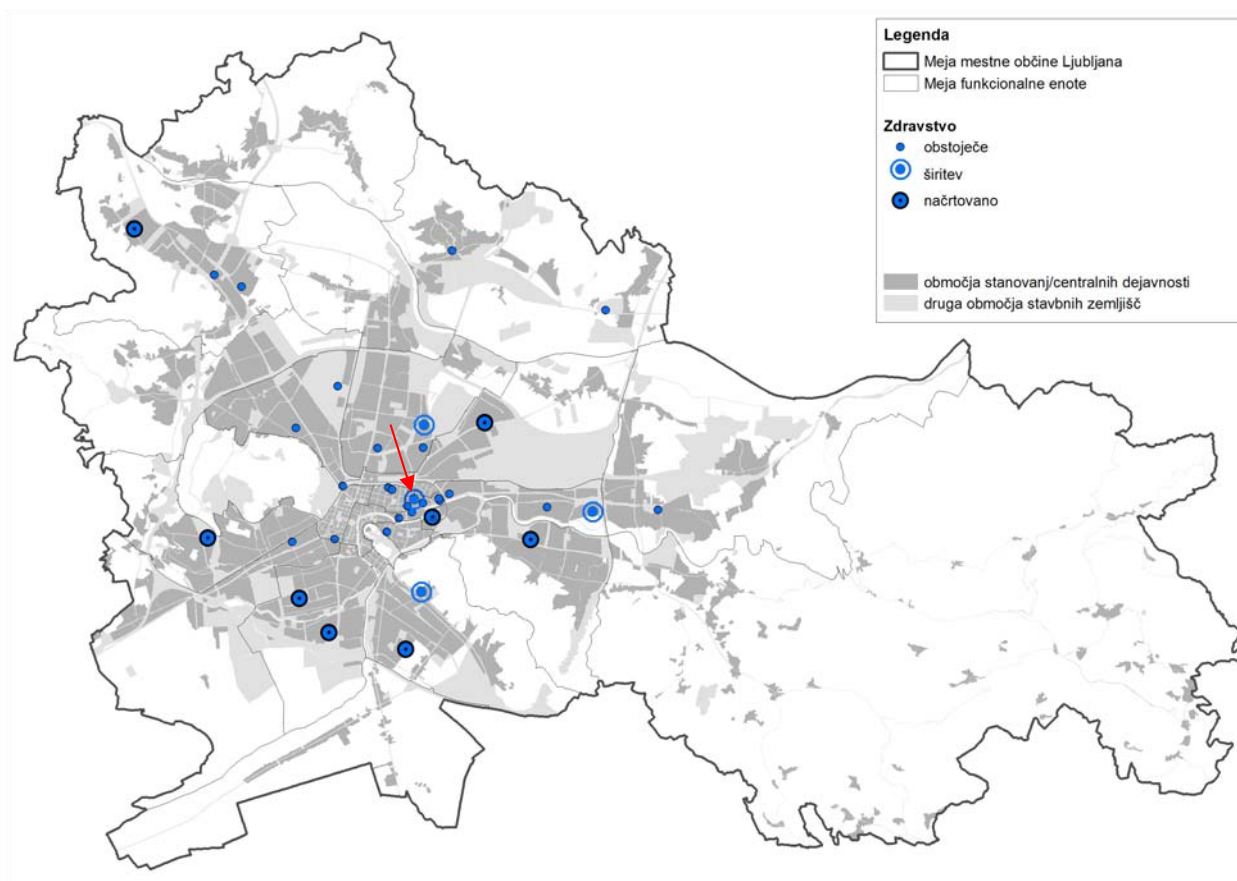 Legenda
Meja mestne občine Ljubljana
Meja funkcionalne enote
Zdravstvo
obstoječe
širitev
načrtovano
območja stanovanj/centralnih dejavnosti
druga območja stavbnih zemljišč